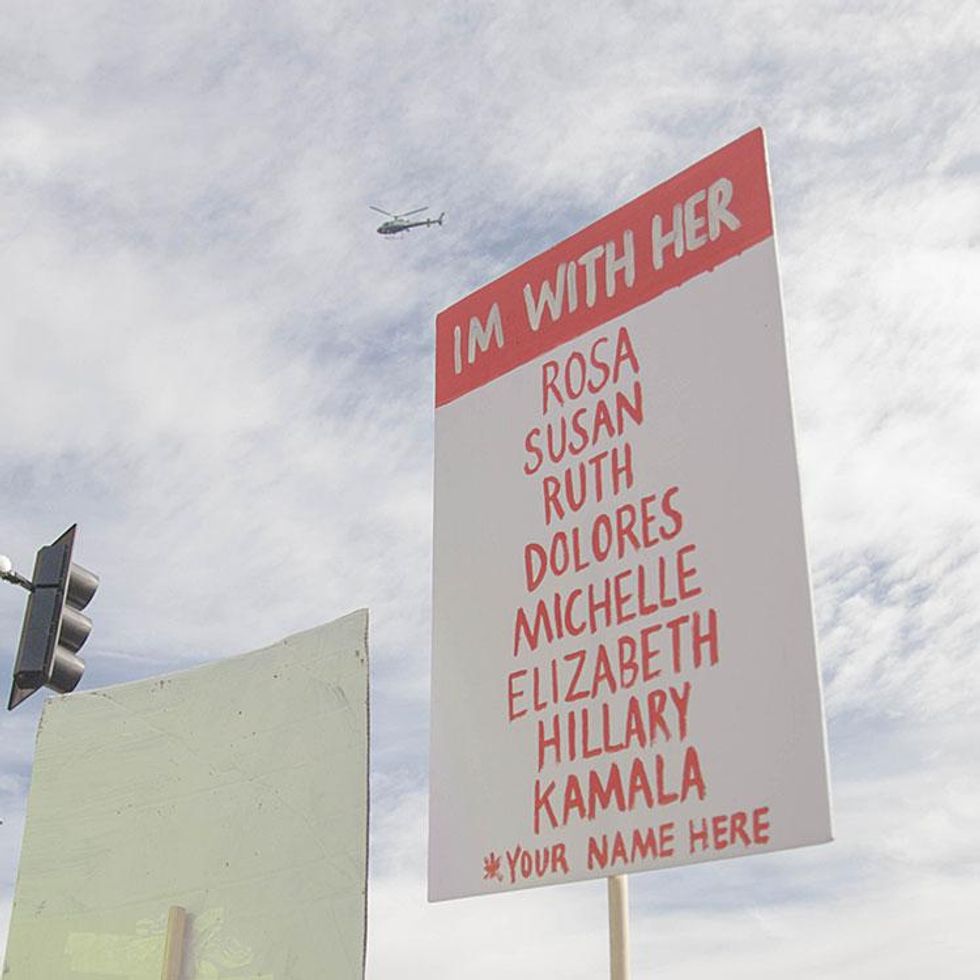 IM WITH HER
ROSA
SUSAN
RUTH
DOLORES
MICHELLE
ELIZABETH
HILLARY
KAMALA
*YOUR NAME HERE